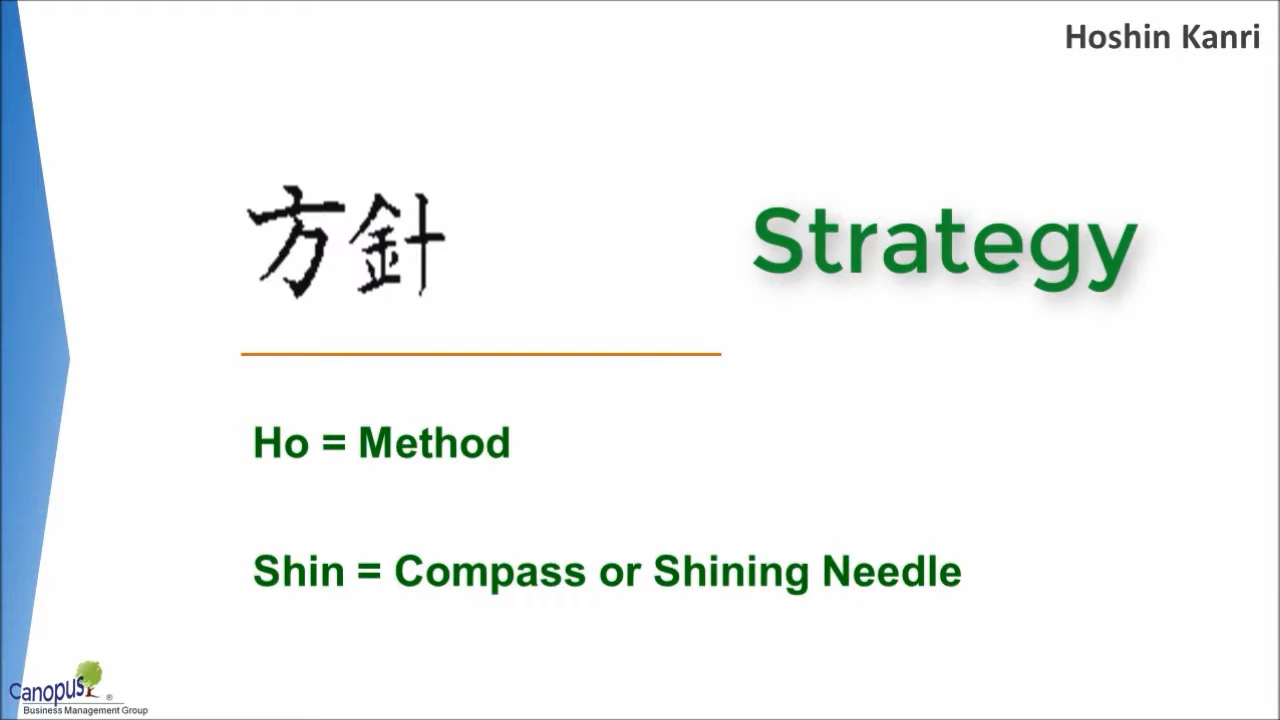 Hoshin Kanri
方針
Strategy
Ho = Method
Shin = Compass or Shining Needle
Canopus®
Business Management Group